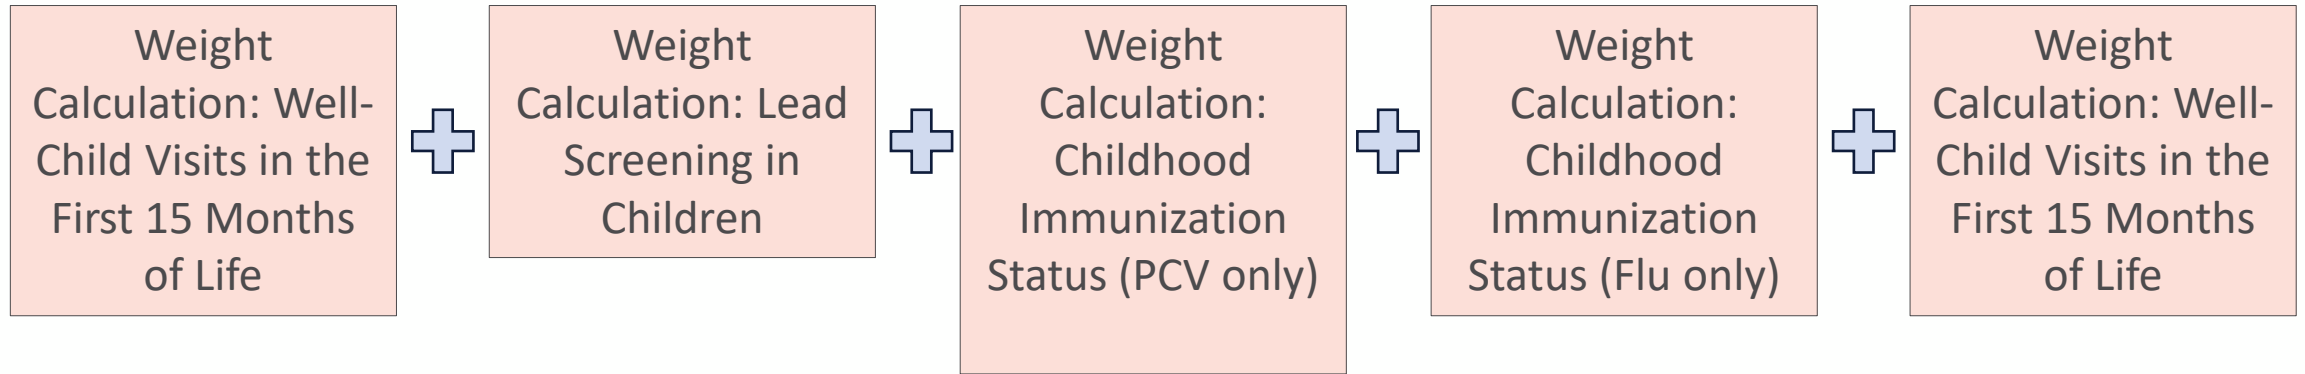 Weight
Calculation: Well-
Child Visits in the
First 15 Months
of Life
Weight
Calculation: Lead
Screening in
Children
Weight
Calculation:
Childhood
Immunization
Status (PCV only)
Weight
Calculation:
Childhood
Immunization
Status (Flu only)
Weight
Calculation: Well-
Child Visits in the
First 15 Months
of Life